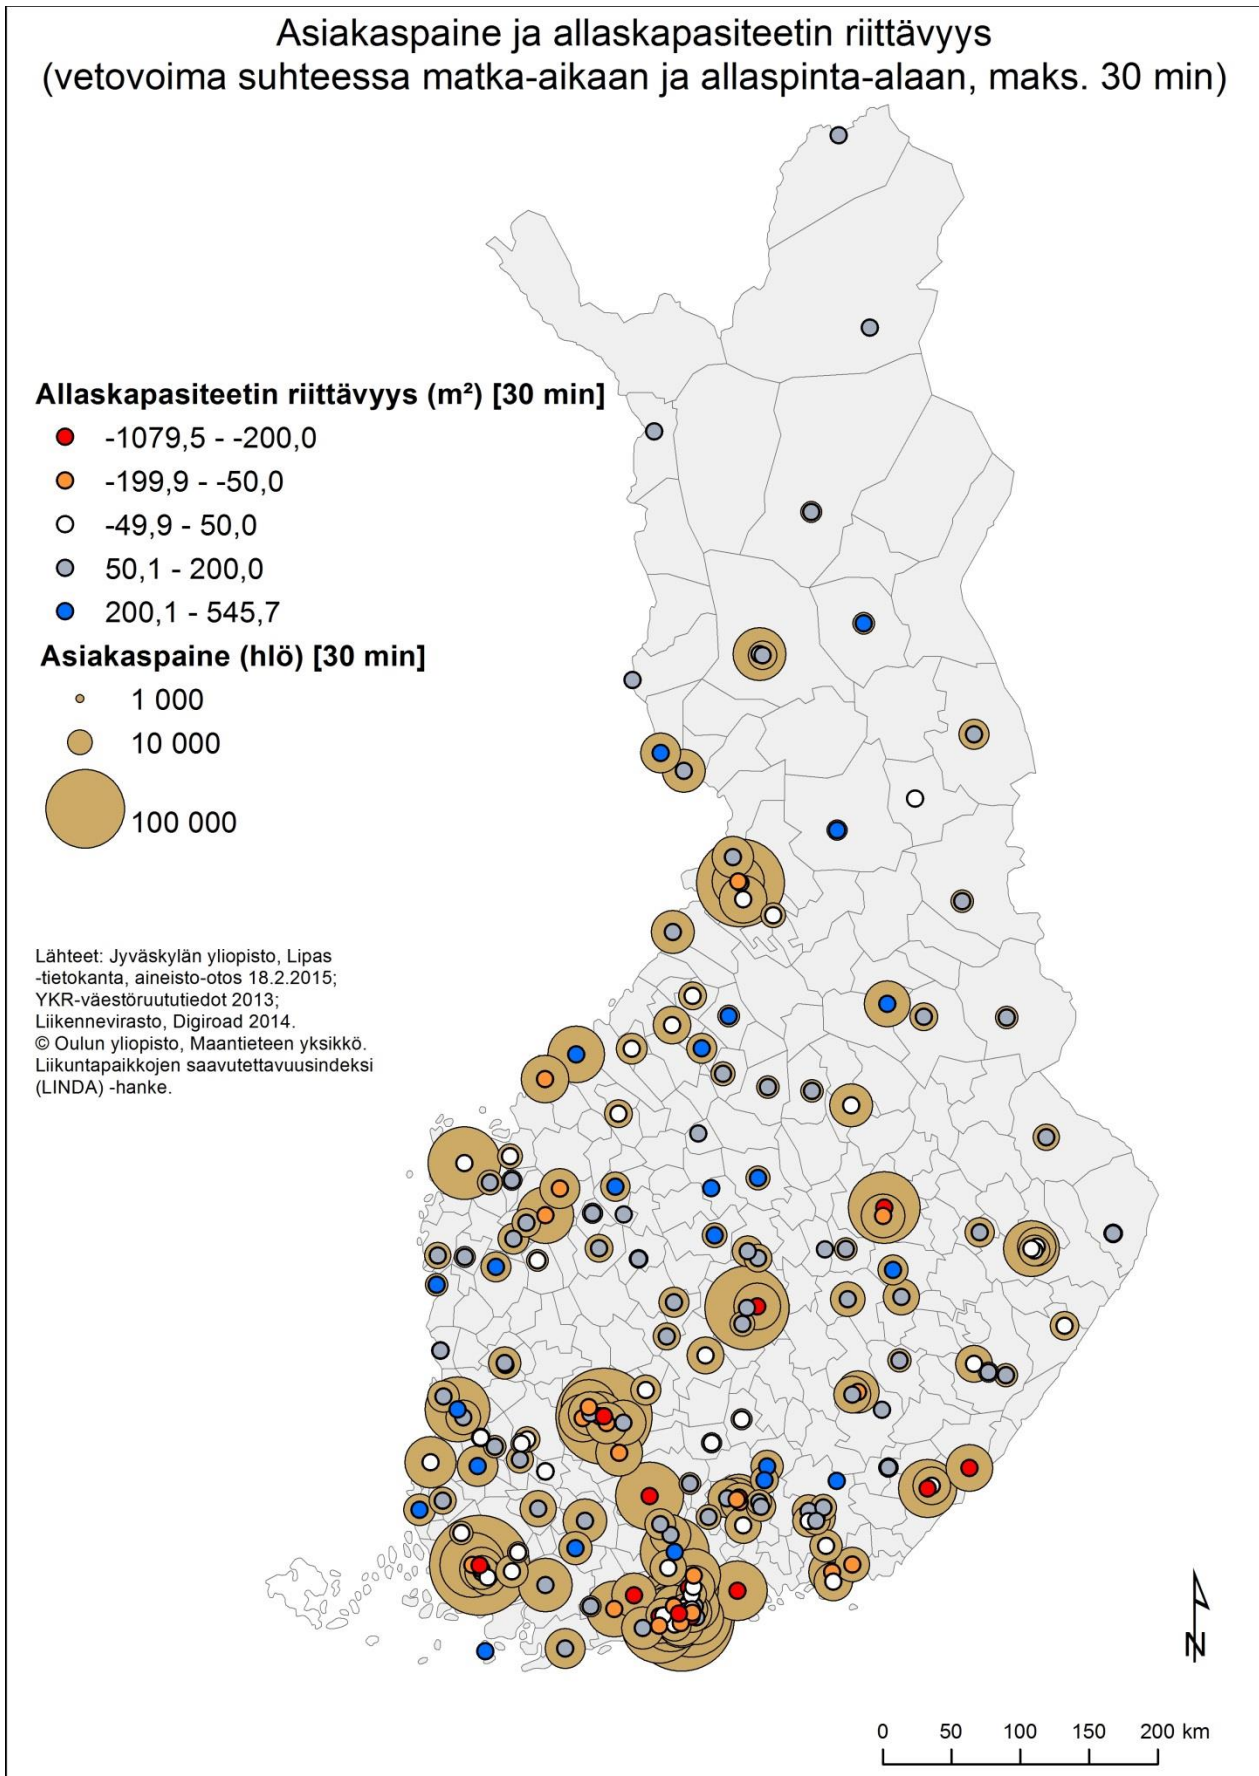 Asiakaspaine ja allaskapasiteetin riittävyys
(vetovoima suhteessa matka-aikaan ja allaspinta-alaan, maks. 30 min)
Allaskapasiteetin riittävyys (m²) [30 min]
-1079,5 - -200,0
-199,9 - -50,0
-49,9 - 50,0
50,1 - 200,0
200,1 - 545,7
Asiakaspaine (hlö) [30 min]
1 000
10 000
100 000
Lähteet: Jyväskylän yliopisto, Lipas
-tietokanta, aineisto-otos 18.2.2015;
YKR-väestöruututiedot 2013;
Liikennevirasto, Digiroad 2014.
© Oulun yliopisto, Maantieteen yksikkö.
Liikuntapaikkojen saavutettavuusindeksi
(LINDA) -hanke.
N
0 50 100 150 200 km